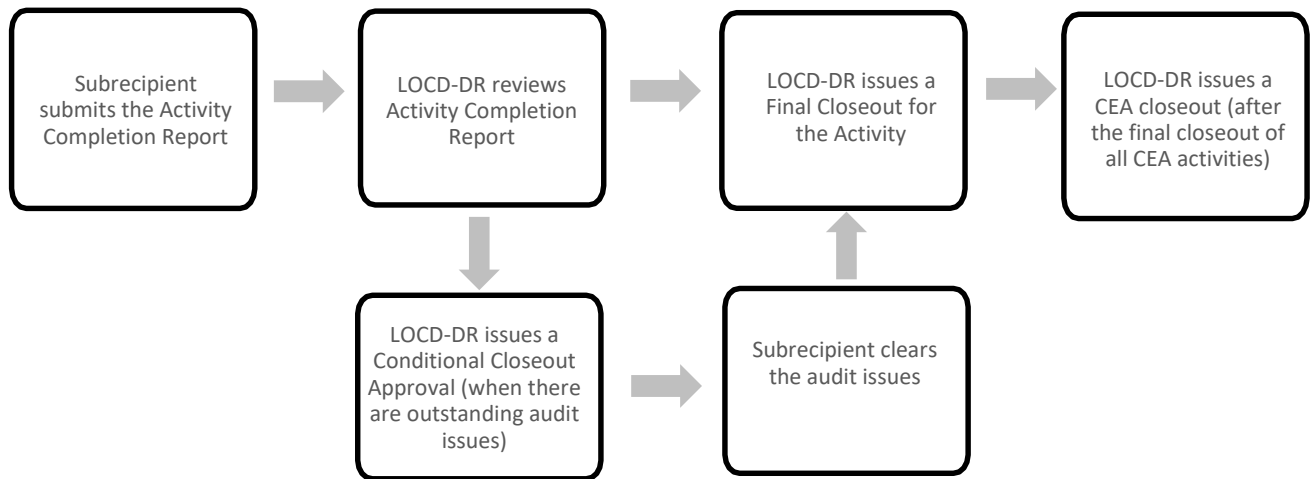 Subrecipient
submits the Activity
Completion Report
LOCD-DR reviews
Activity Completion
Report
LOCD-DR issues a
Final Closeout for
the Activity
LOCD-DR issues a
CEA closeout (after
the final closeout of
all CEA activities)
LOCD-DR issues a
Conditional Closeout
Approval (when there
are outstanding audit
issues)
Subrecipient clears
the audit issues